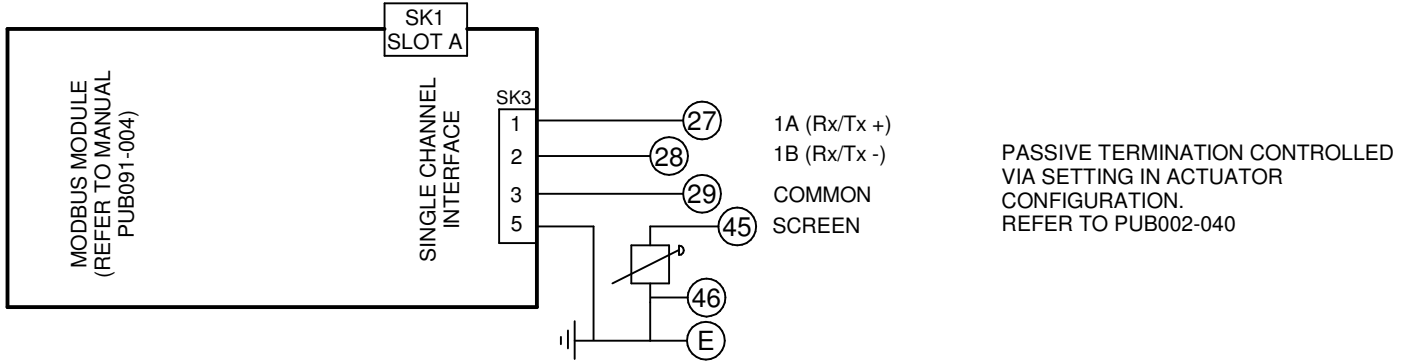 SK1
SLOT A
MODBUS MODULE
(REFER TO MANUAL
PUB091-004)
SINGLE CHANNEL
INTERFACE
SK3
1
27
1A (Rx/Tx +)
2
28
1B (Rx/Tx -)
3
29
COMMON
5
45
SCREEN
46
E
PASSIVE TERMINATION CONTROLLED
VIA SETTING IN ACTUATOR
CONFIGURATION.
REFER TO PUB002-040